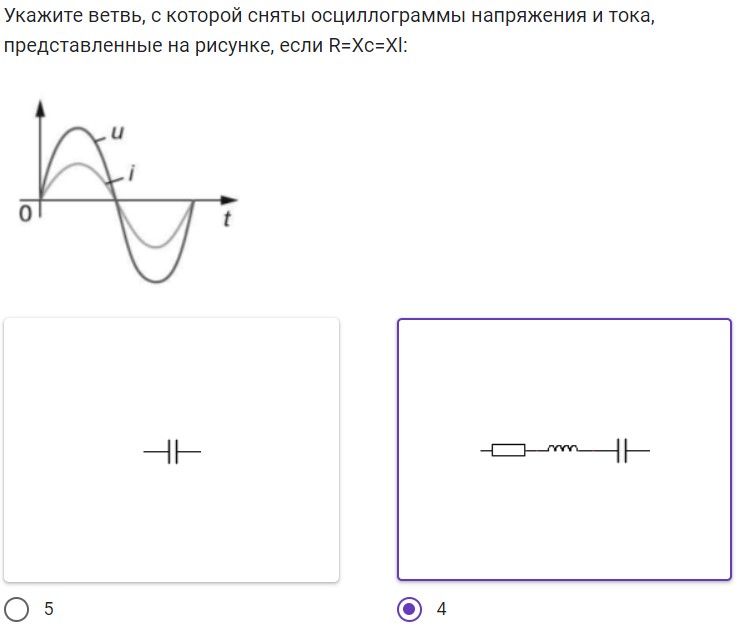 Укажите ветвь, с которой сняты осциллограммы напряжения и тока,
представленные на рисунке, если R=Xc=Xl:
u
i
0
t
5
4